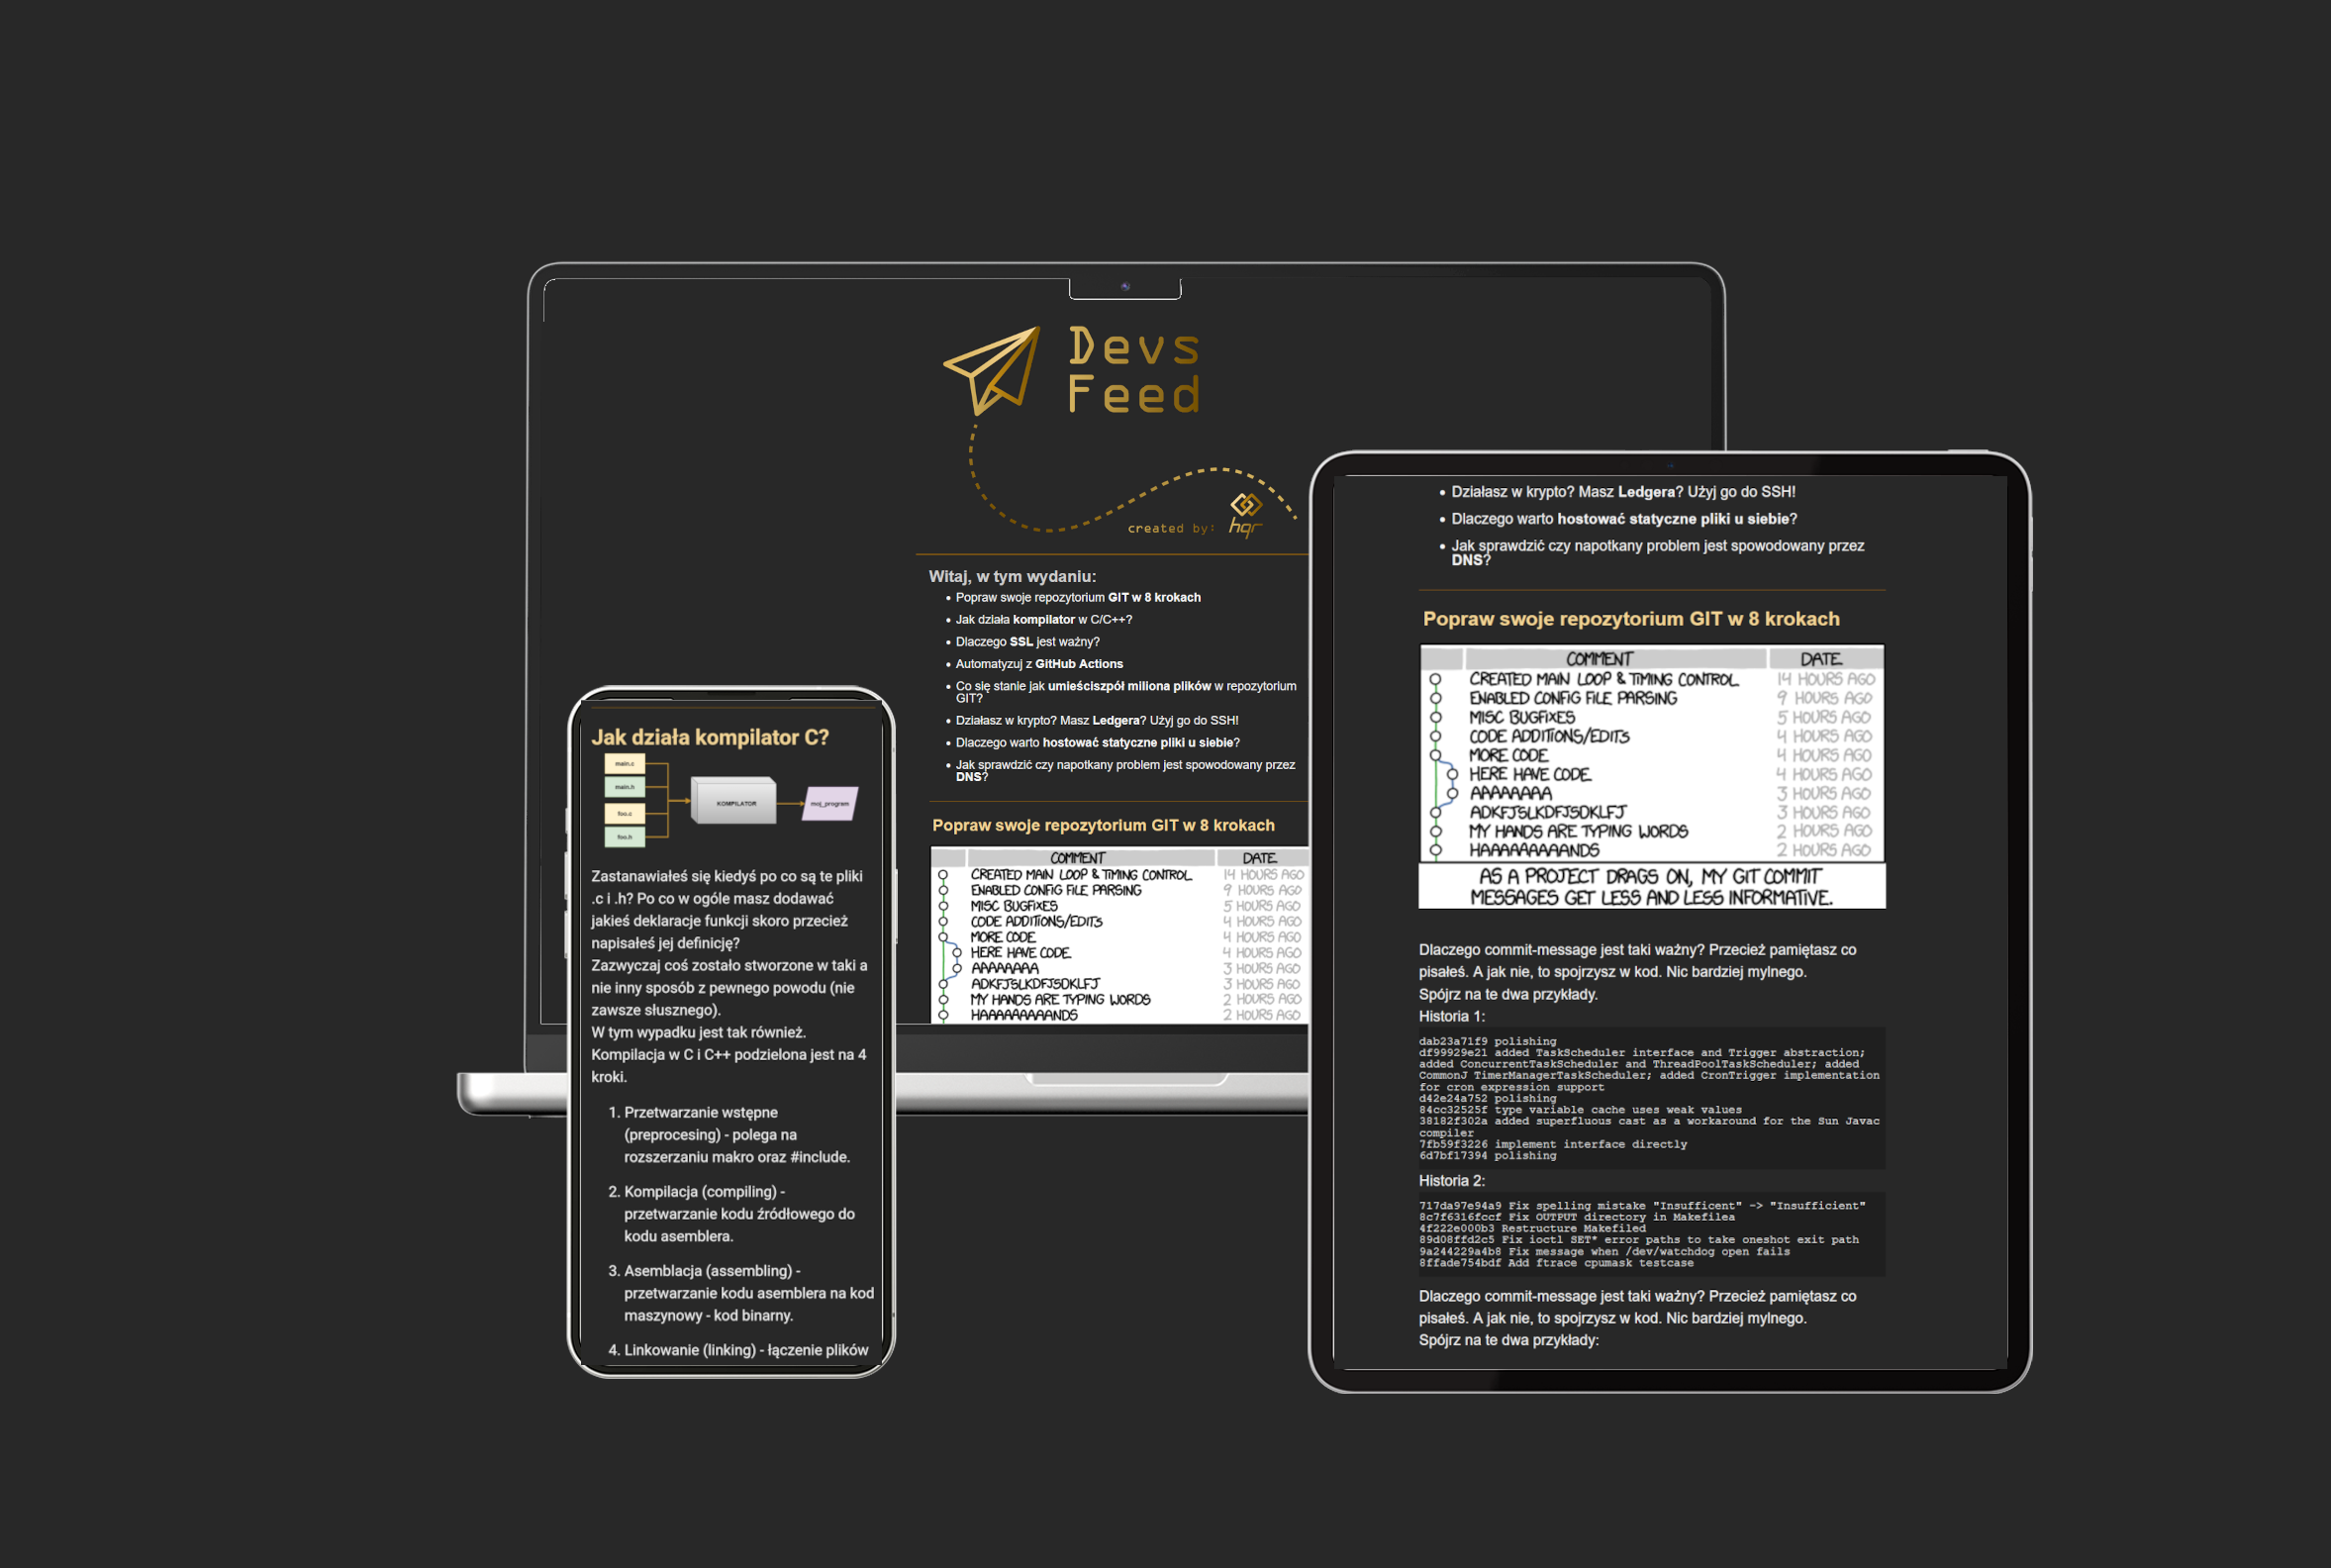 Devs
Feed
created by: hqr
Witaj, w tym wydaniu:
Popraw swoje repozytorium GIT w 8 krokach
Jak działa kompilator w C/C++?
Dlaczego SSL jest ważny?
Automatyzuj z GitHub Actions
Co się stanie jak umieściszpół miliona plików w repozytorium
GIT?
Działasz w krypto? Masz Ledgera? Użyj go do SSH!
Dlaczego warto hostować statyczne pliki u siebie?
Jak sprawdzić czy napotkany problem jest spowodowany przez
DNS?
Popraw swoje repozytorium GIT w 8 krokach
COMMENT DATE
CREATED MAIN LOOP & TIMING CONTROL 14 HOURS AGO
ENABLED CONFIG FILE PARSING 9 HOURS AGO
MISC BUGFIXES 5 HOURS AGO
CODE ADDITIONS/EDITS 4 HOURS AGO
MORE CODE 4 HOURS AGO
HERE HAVE CODE 4 HOURS AGO
AAAAAAAA 3 HOURS AGO
ADKFJSLKDFJSDKLFJ 3 HOURS AGO
MY HANDS ARE TYPING WORDS 2 HOURS AGO
HAAAAAAAAANDS 2 HOURS AGO
Jak działa kompilator C?
main.c
main.h
foo.c
foo.h
KOMPILATOR
moj_program
Zastanawiałeś się kiedyś po co są te pliki
.c i .h? Po co w ogóle masz dodawać
jakieś deklaracje funkcji skoro przecież
napisałeś jej definicję?
Zazwyczaj coś zostało stworzone w taki a
nie inny sposób z pewnego powodu (nie
zawsze słusznego).
W tym wypadku jest tak również.
Kompilacja w C i C++ podzielona jest na 4
kroki.
1. Przetwarzanie wstępne
(preprocesing) - polega na
rozszerzaniu makro oraz #include.
2. Kompilacja (compiling) -
przetwarzanie kodu źródłowego do
kodu asemblera.
3. Asemblacja (assembling) -
przetwarzanie kodu asemblera na kod
maszynowy - kod binarny.
4. Linkowanie (linking) - łączenie plików
Działasz w krypto? Masz Ledgera? Użyj go do SSH!
Dlaczego warto hostować statyczne pliki u siebie?
Jak sprawdzić czy napotkany problem jest spowodowany przez
DNS?
Popraw swoje repozytorium GIT w 8 krokach
COMMENT DATE
CREATED MAIN LOOP & TIMING CONTROL 14 HOURS AGO
ENABLED CONFIG FILE PARSING 9 HOURS AGO
MISC BUGFIXES 5 HOURS AGO
CODE ADDITIONS/EDITS 4 HOURS AGO
MORE CODE 4 HOURS AGO
HERE HAVE CODE 4 HOURS AGO
AAAAAAAA 3 HOURS AGO
ADKFJSLKDFJSDKLFJ 3 HOURS AGO
MY HANDS ARE TYPING WORDS 2 HOURS AGO
HAAAAAAAAANDS 2 HOURS AGO
AS A PROJECT DRAGS ON, MY GIT COMMIT
MESSAGES GET LESS AND LESS INFORMATIVE.
Dlaczego commit-message jest taki ważny? Przecież pamiętasz co
pisałeś. A jak nie, to spojrzysz w kod. Nic bardziej mylnego.
Spójrz na te dwa przykłady.
Historia 1:
dab23a71f9 polishing
df99929e21 added TaskScheduler interface and Trigger abstraction;
added ConcurrentTaskScheduler and ThreadPoolTaskScheduler; added
CommonJ TimerManagerTaskScheduler; added CronTrigger implementation
for cron expression support
d42e24a752 polishing
84cc32525f type variable cache uses weak values
38182f302a added superfluous cast as a workaround for the Sun Javac
compiler
7fb59f3226 implement interface directly
6d7bf17394 polishing
Historia 2:
717da97e94a9 Fix spelling mistake "Insufficent" -> "Insufficient"
8c7f6316fccf Fix OUTPUT directory in Makefilea
4f222e000b3 Restructure Makefiled
89d08ffd2c5 Fix ioctl SET* error paths to take oneshot exit path
9a244229a4b8 Fix message when /dev/watchdog open fails
8ffade754bdf Add ftrace cpumask testcase
Dlaczego commit-message jest taki ważny? Przecież pamiętasz co
pisałeś. A jak nie, to spojrzysz w kod. Nic bardziej mylnego.
Spójrz na te dwa przykłady: